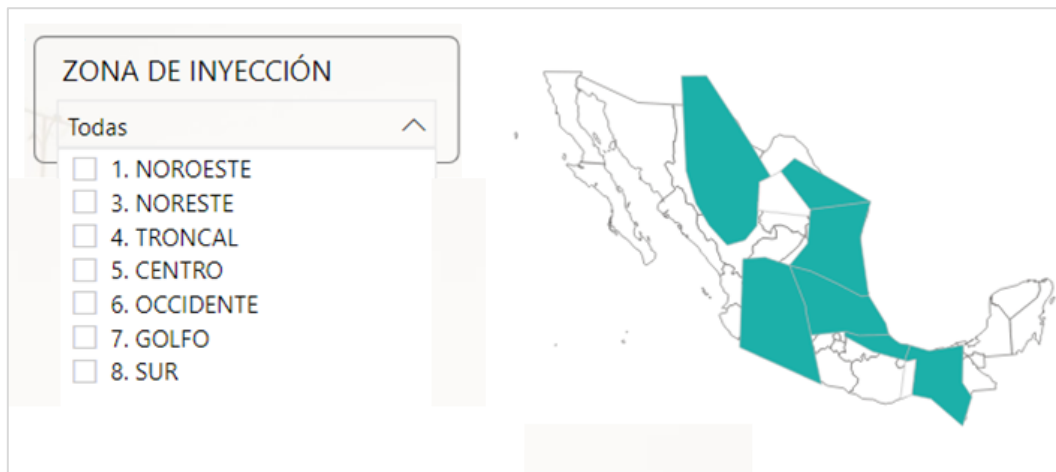 ZONA DE INYECCIÓN
Todas
1. NOROESTE
3. NORESTE
4. TRONCAL
5. CENTRO
6. OCCIDENTE
7. GOLFO
8. SUR